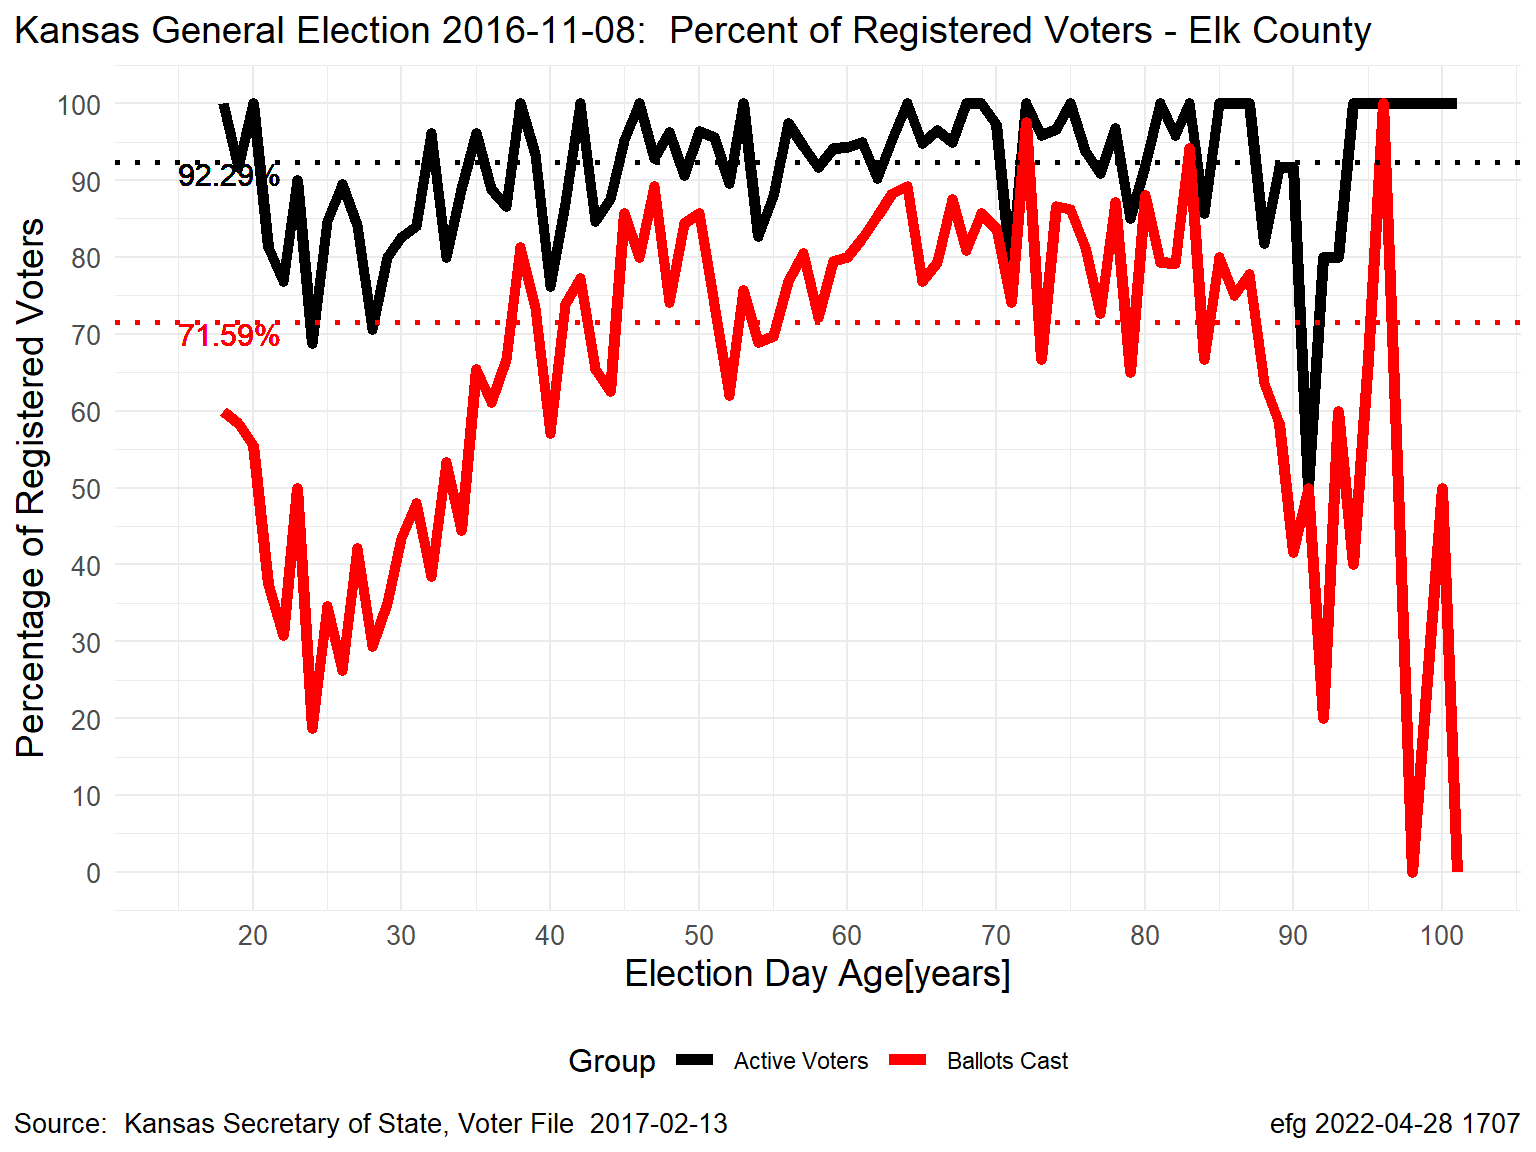 Kansas General Election 2016-11-08:  Percent of Registered Voters - Elk County
Percentage of Registered Voters
100
90
80
70
60
50
40
30
20
10
0
92.29%
71.59%
20 30 40 50 60 70 80 90 100
Election Day Age[years]
Group Active Voters Ballots Cast
Source:  Kansas Secretary of State, Voter File  2017-02-13
efg 2022-04-28 1707